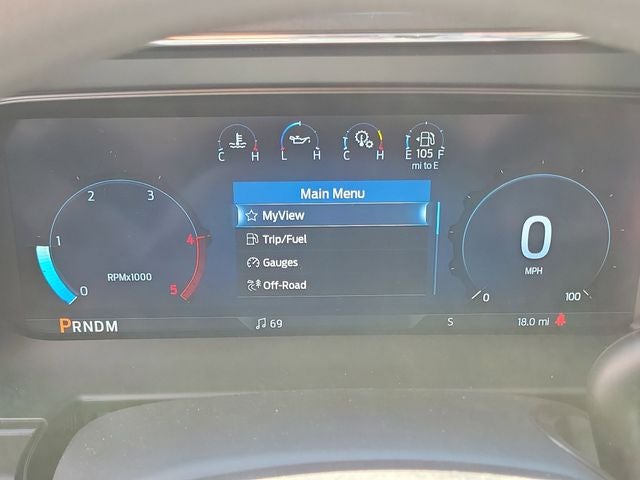 C H L H C H E 105 F
mi to E
Main Menu
MyView
Trip/Fuel
Gauges
Off-Road
0 1 2 3 4 5
RPMx1000
0
MPH
0 100
PRNDM
69
S
18.0 mi